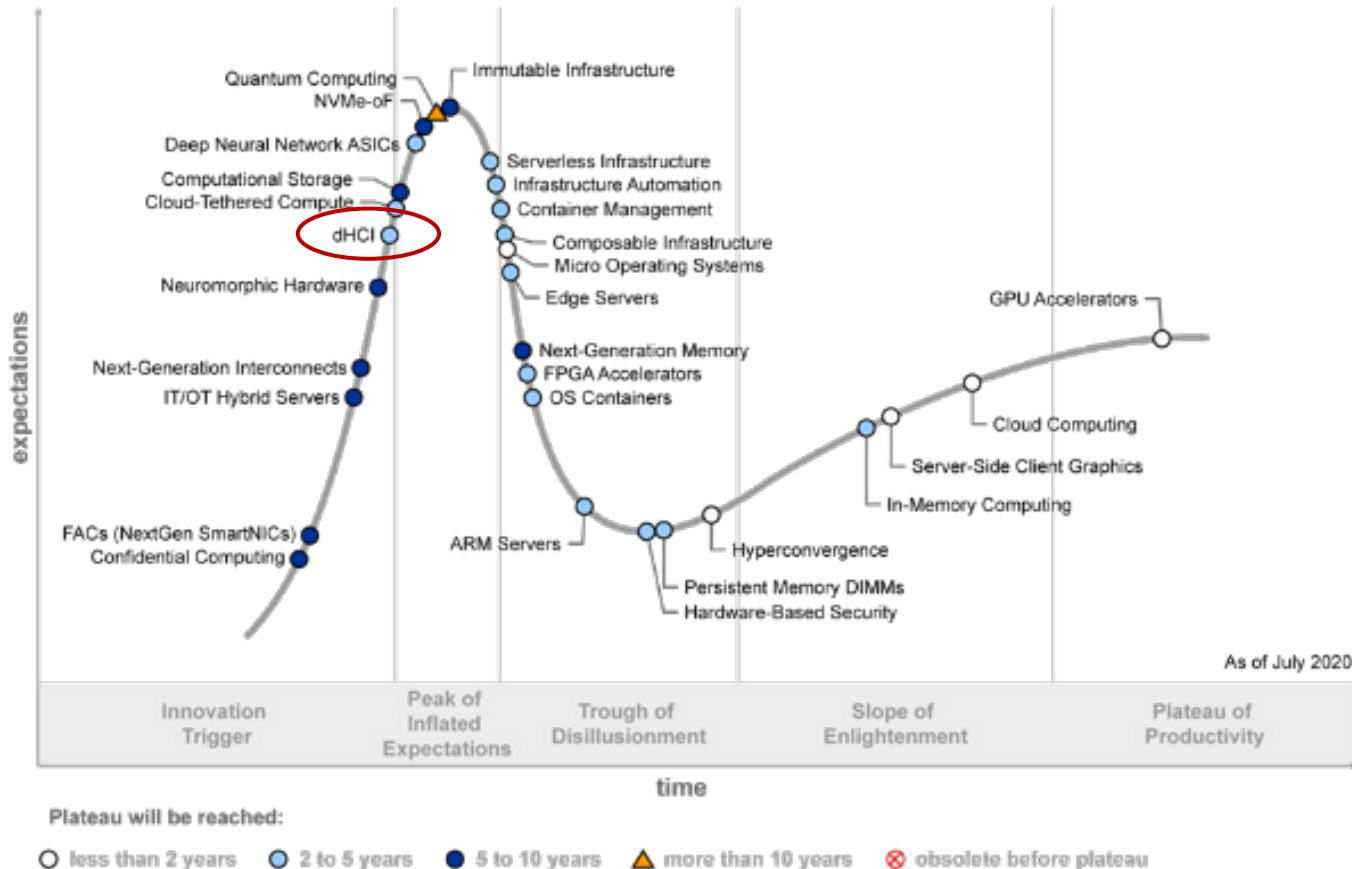 Immutable Infrastructure
Quantum Computing
NVMe-oF
Deep Neural Network ASICs
Computational Storage
Cloud-Tethered Compute
dHCI
Neuromorphic Hardware
Next-Generation Interconnects
IT/OT Hybrid Servers
FACs (NextGen SmartNICs)
Confidential Computing
Serverless Infrastructure
Infrastructure Automation
Container Management
Composable Infrastructure
Micro Operating Systems
Edge Servers
Next-Generation Memory
FPGA Accelerators
OS Containers
ARM Servers
Hyperconvergence
Persistent Memory DIMMs
Hardware-Based Security
GPU Accelerators
Cloud Computing
Server-Side Client Graphics
In-Memory Computing
expectations
As of July 2020
Innovation
Trigger
Peak of
Inflated
Expectations
Trough of
Disillusionment
Slope of
Enlightenment
Plateau of
Productivity
time
Plateau will be reached:
less than 2 years
2 to 5 years
5 to 10 years
more than 10 years
obsolete before plateau